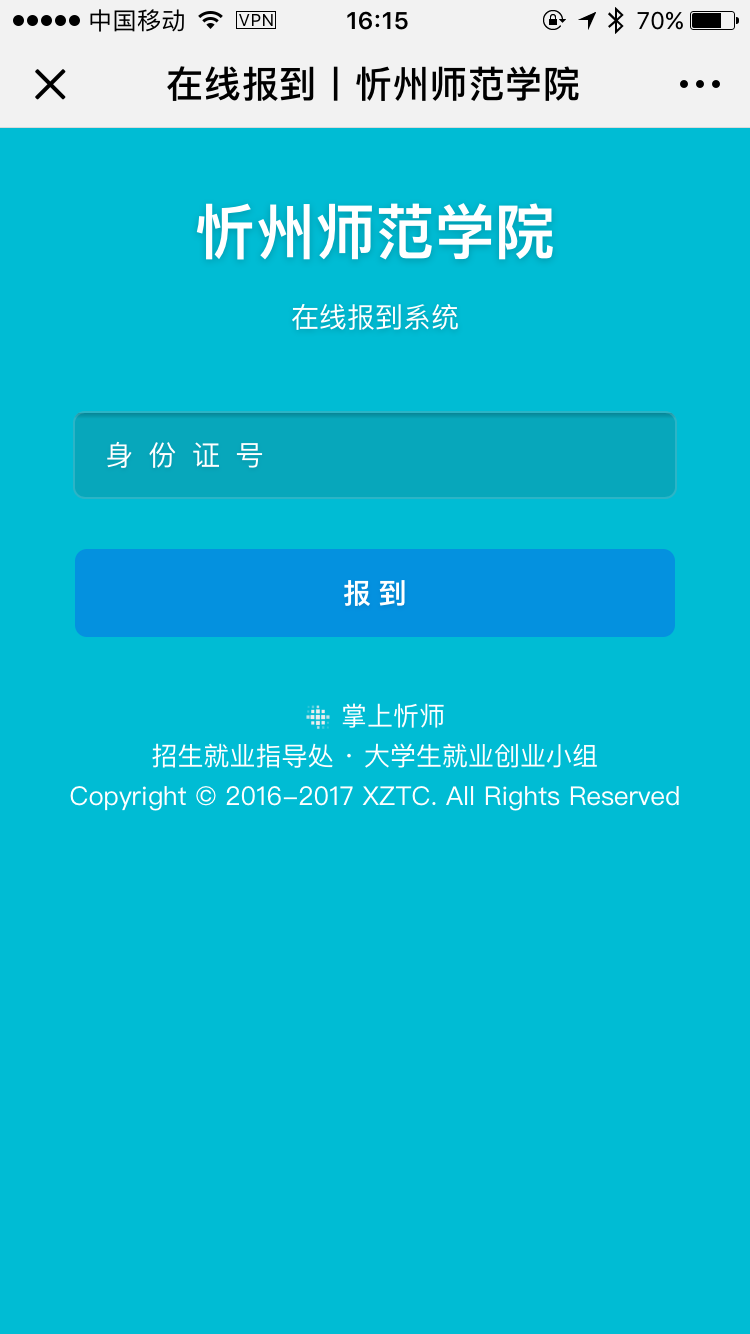 中国移动 VPN 16:15 70%
在线报到丨忻州师范学院
忻州师范学院
在线报到系统
身份证号
报到
掌上忻师
招生就业指导处 · 大学生就业创业小组
Copyright © 2016-2017 XZTC. All Rights Reserved